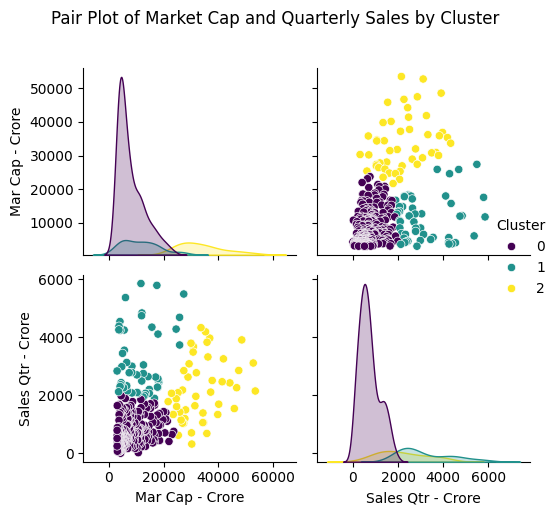 Pair Plot of Market Cap and Quarterly Sales by Cluster
50000
40000
30000
20000
10000
Mar Cap - Crore
Cluster
0
1
2
6000
4000
2000
0
Sales Qtr - Crore
0 20000 40000 60000
Mar Cap - Crore
0 2000 4000 6000
Sales Qtr - Crore